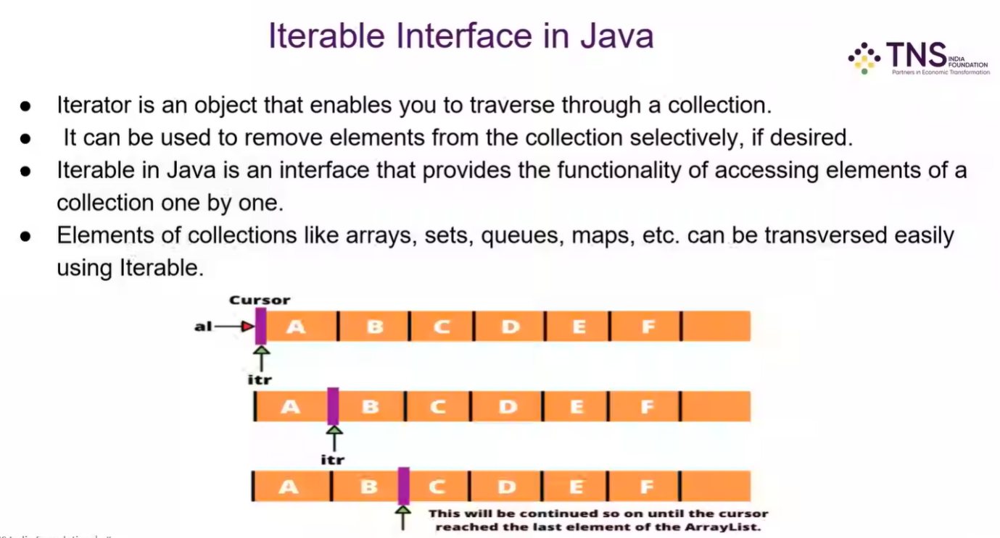 Iterable Interface in Java
TNS INDIA FOUNDATION
Partners in Economic Transformation
● Iterator is an object that enables you to traverse through a collection.
● It can be used to remove elements from the collection selectively, if desired.
● Iterable in Java is an interface that provides the functionality of accessing elements of a
collection one by one.
● Elements of collections like arrays, sets, queues, maps, etc. can be transversed easily
using Iterable.
Cursor
al A B C D E F
itr
A B C D E F
itr
A B C D E F
This will be continued so on until the cursor
reached the last element of the ArrayList.